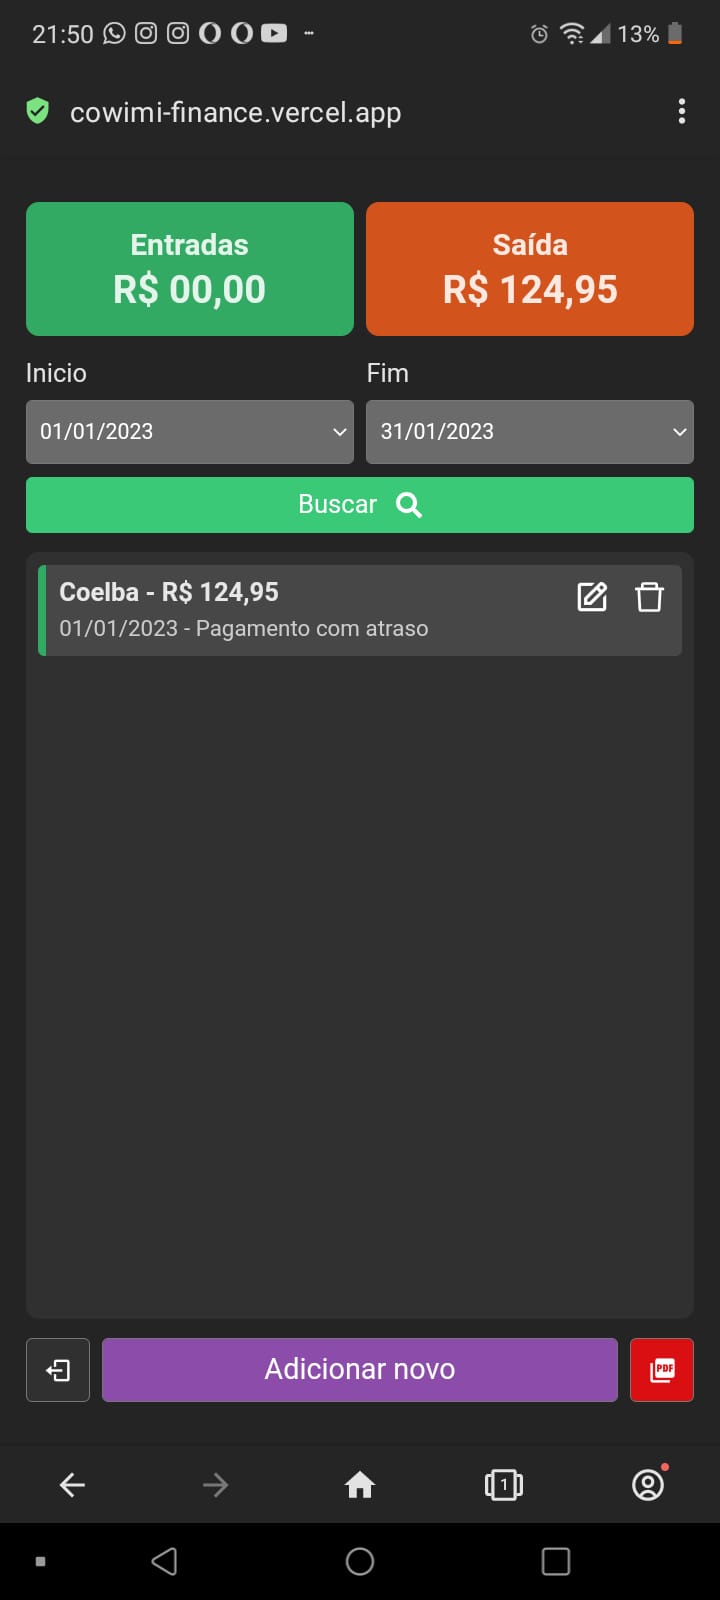 21:50
13%
cowimi-finance.vercel.app
Entradas
R$ 00,00
Saída
R$ 124,95
Inicio
Fim
01/01/2023
31/01/2023
Buscar
Coelba - R$ 124,95
01/01/2023 - Pagamento com atraso
Adicionar novo
PDF
1